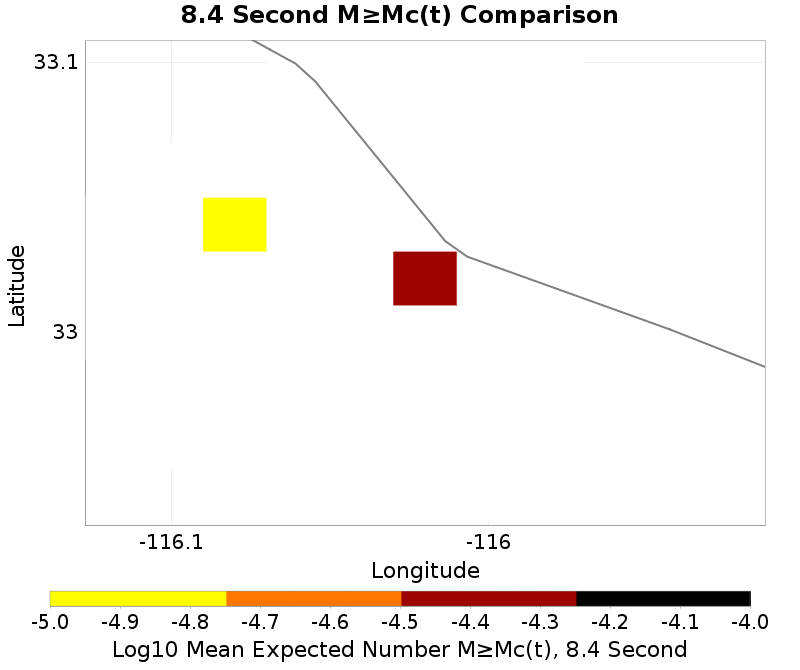 8.4 Second M≥Mc(t) Comparison
33.1
33
Latitude
-116.1 -116
Longitude
-5.0 -4.9 -4.8 -4.7 -4.6 -4.5 -4.4 -4.3 -4.2 -4.1 -4.0
Log10 Mean Expected Number M≥Mc(t), 8.4 Second